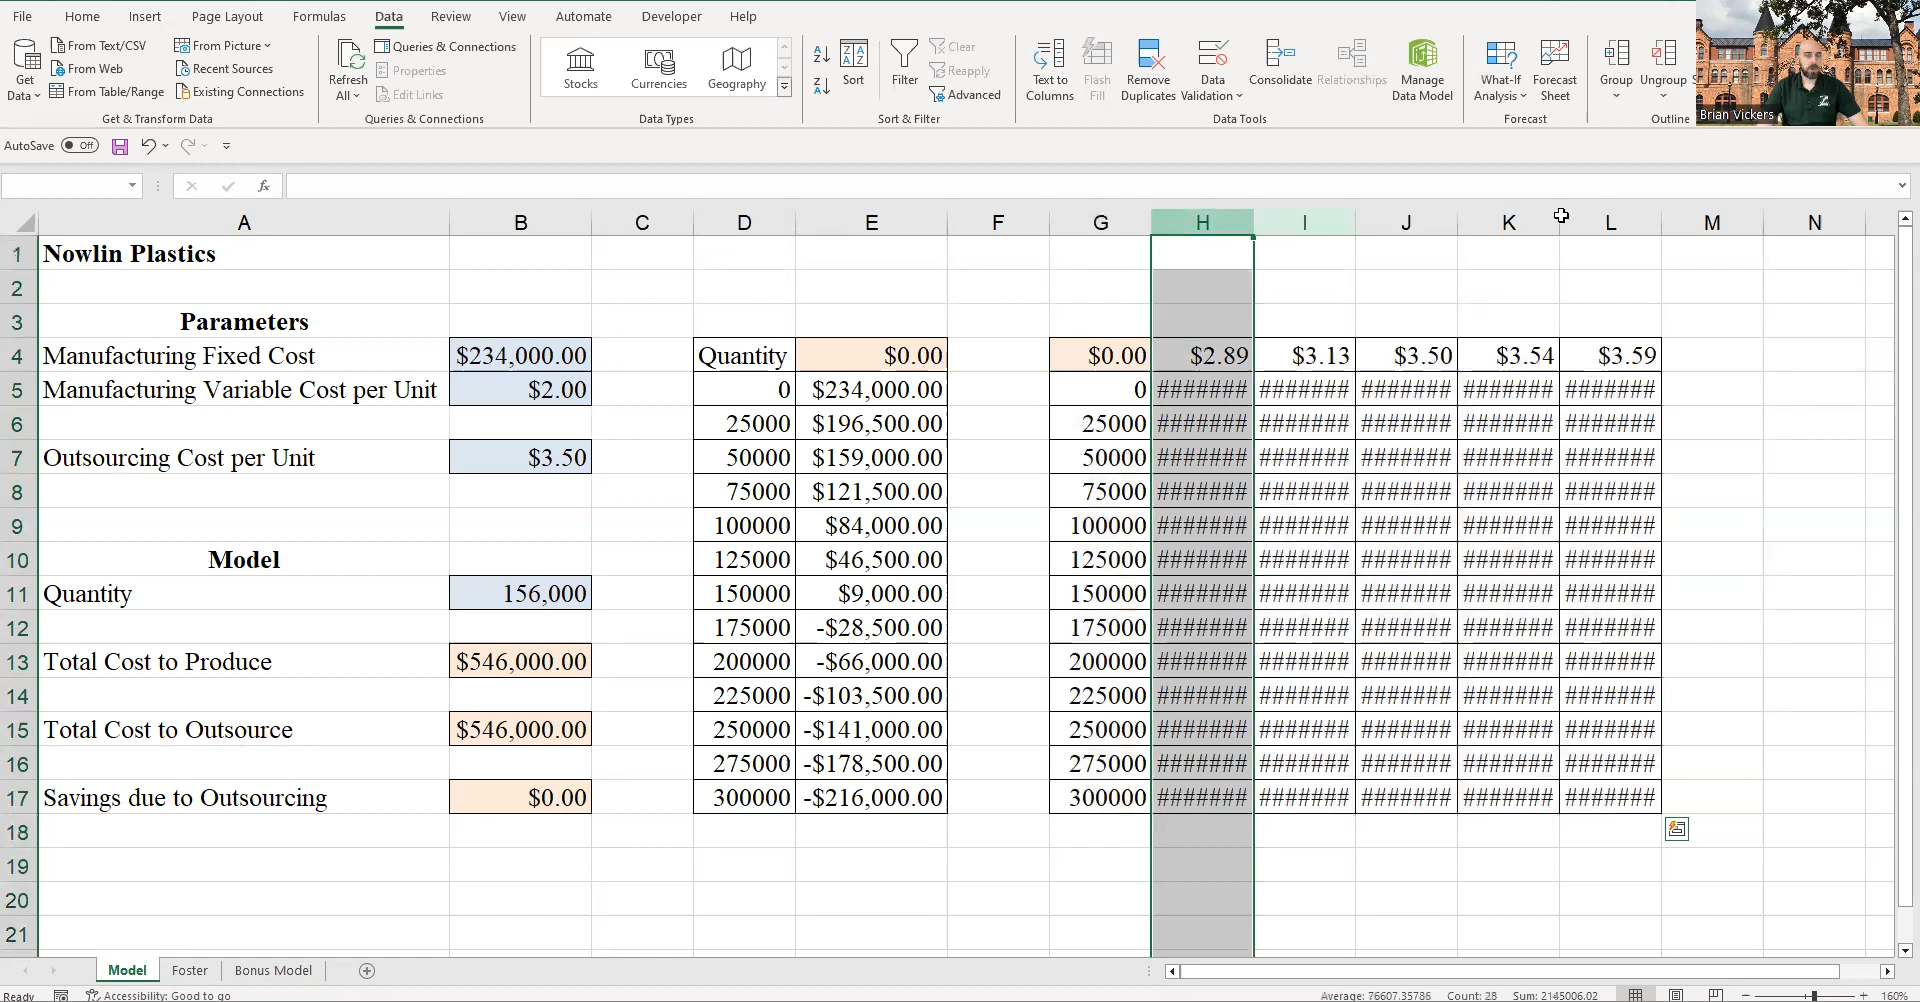 File Home Insert Page Layout Formulas Data Review View Automate Developer Help
Get Data
From Text/CSV
From Web
From Table/Range
From Picture
Recent Sources
Existing Connections
Get & Transform Data
Refresh All
Queries & Connections
Properties
Edit Links
Queries & Connections
Stocks Currencies Geography
Data Types
Sort
Filter
Clear
Reapply
Advanced
Sort & Filter
Text to Columns
Flash Fill
Remove Duplicates
Data Validation
Consolidate
Relationships
Manage Data Model
Data Tools
What-If Analysis
Forecast Sheet
Forecast
Group
Ungroup
Outline
Brian Vickers
AutoSave Off
fx
A B C D E F G H I J K L M N
1 Nowlin Plastics
2
3 Parameters
4 Manufacturing Fixed Cost $234,000.00 Quantity $0.00 $0.00 $2.89 $3.13 $3.50 $3.54 $3.59
5 Manufacturing Variable Cost per Unit $2.00 0 $234,000.00 0 ####### ####### ####### ####### #######
6 25000 $196,500.00 25000 ####### ####### ####### ####### #######
7 Outsourcing Cost per Unit $3.50 50000 $159,000.00 50000 ####### ####### ####### ####### #######
8 75000 $121,500.00 75000 ####### ####### ####### ####### #######
9 100000 $84,000.00 100000 ####### ####### ####### ####### #######
10 Model 125000 $46,500.00 125000 ####### ####### ####### ####### #######
11 Quantity 156,000 150000 $9,000.00 150000 ####### ####### ####### ####### #######
12 175000 -$28,500.00 175000 ####### ####### ####### ####### #######
13 Total Cost to Produce $546,000.00 200000 -$66,000.00 200000 ####### ####### ####### ####### #######
14 225000 -$103,500.00 225000 ####### ####### ####### ####### #######
15 Total Cost to Outsource $546,000.00 250000 -$141,000.00 250000 ####### ####### ####### ####### #######
16 275000 -$178,500.00 275000 ####### ####### ####### ####### #######
17 Savings due to Outsourcing $0.00 300000 -$216,000.00 300000 ####### ####### ####### ####### #######
18
19
20
21
Model Foster Bonus Model
Ready Accessibility: Good to go Average: 76607.35786 Count: 28 Sum: 2145006.02 160%